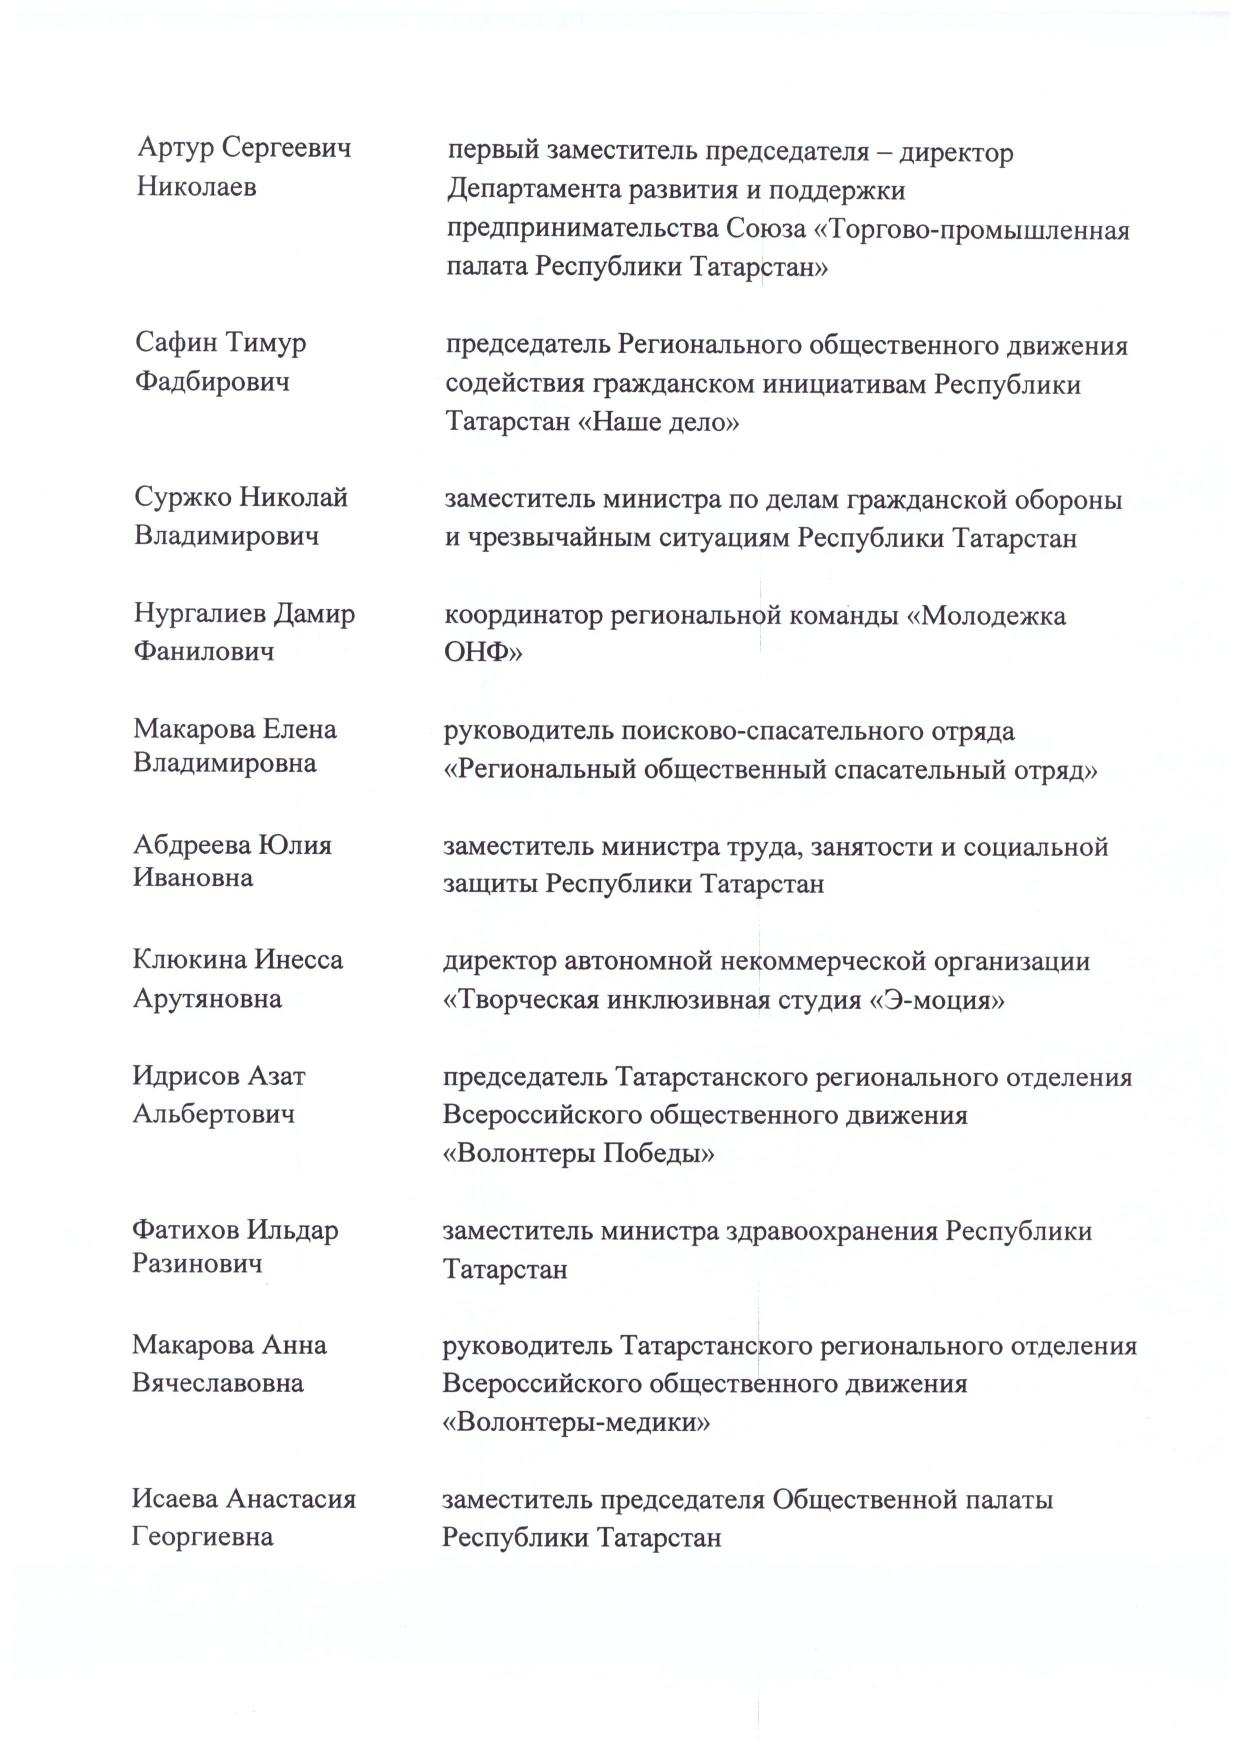 Артур Сергеевич
Николаев
первый заместитель председателя – директор
Департамента развития и поддержки
предпринимательства Союза «Торгово-промышленная
палата Республики Татарстан»
Сафин Тимур
Фадбирович
председатель Регионального общественного движения
содействия гражданском инициативам Республики
Татарстан «Наше дело»
Суржко Николай
Владимирович
заместитель министра по делам гражданской обороны
и чрезвычайным ситуациям Республики Татарстан
Нургалиев Дамир
Фанилович
координатор региональной команды «Молодежка
ОНФ»
Макарова Елена
Владимировна
руководитель поисково-спасательного отряда
«Региональный общественный спасательный отряд»
Абдреева Юлия
Ивановна
заместитель министра труда, занятости и социальной
защиты Республики Татарстан
Клюкина Инесса
Арутяновна
директор автономной некоммерческой организации
«Творческая инклюзивная студия «Э-моция»
Идрисов Азат
Альбертович
председатель Татарстанского регионального отделения
Всероссийского общественного движения
«Волонтеры Победы»
Фатихов Ильдар
Разинович
заместитель министра здравоохранения Республики
Татарстан
Макарова Анна
Вячеславовна
руководитель Татарстанского регионального отделения
Всероссийского общественного движения
«Волонтеры-медики»
Исаева Анастасия
Георгиевна
заместитель председателя Общественной палаты
Республики Татарстан